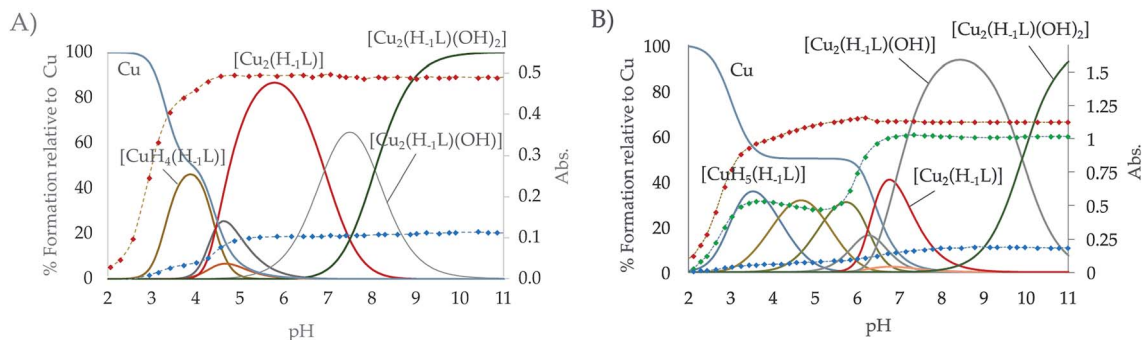 A)
% Formation relative to Cu
100
80
60
40
20
0
Cu
[CuH₄(H₋₁L)]
[Cu₂(H₋₁L)]
[Cu₂(H₋₁L)(OH)₂]
[Cu₂(H₋₁L)(OH)]
0.5
0.4
0.3
0.2
0.1
0.0
Abs.
2 3 4 5 6 7 8 9 10 11
pH
B)
% Formation relative to Cu
100
80
60
40
20
0
Cu
[CuH₅(H₋₁L)]
[Cu₂(H₋₁L)(OH)]
[Cu₂(H₋₁L)(OH)₂]
[Cu₂(H₋₁L)]
1.5
1.25
1
0.75
0.5
0.25
0
Abs.
2 3 4 5 6 7 8 9 10 11
pH